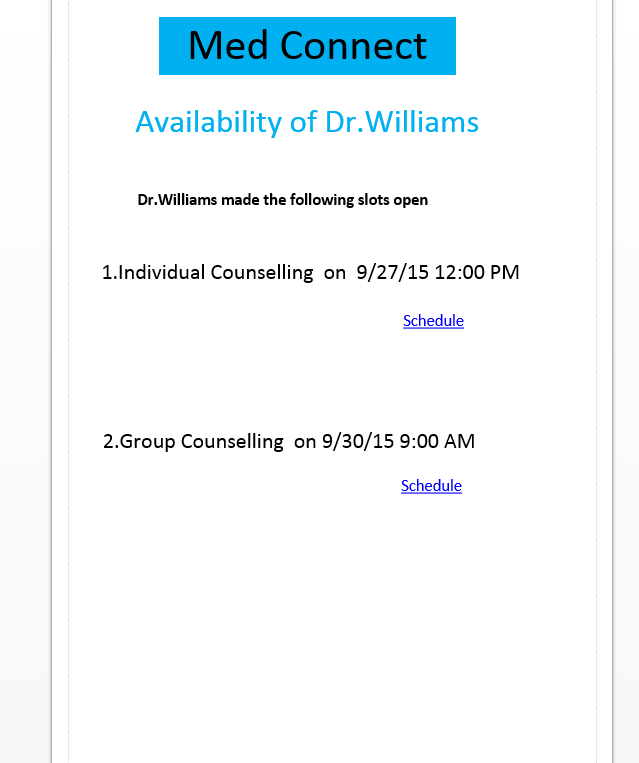 Med Connect
Availability of Dr.Williams
Dr.Williams made the following slots open
1.Individual Counselling  on  9/27/15 12:00 PM
Schedule
2.Group Counselling  on 9/30/15 9:00 AM
Schedule